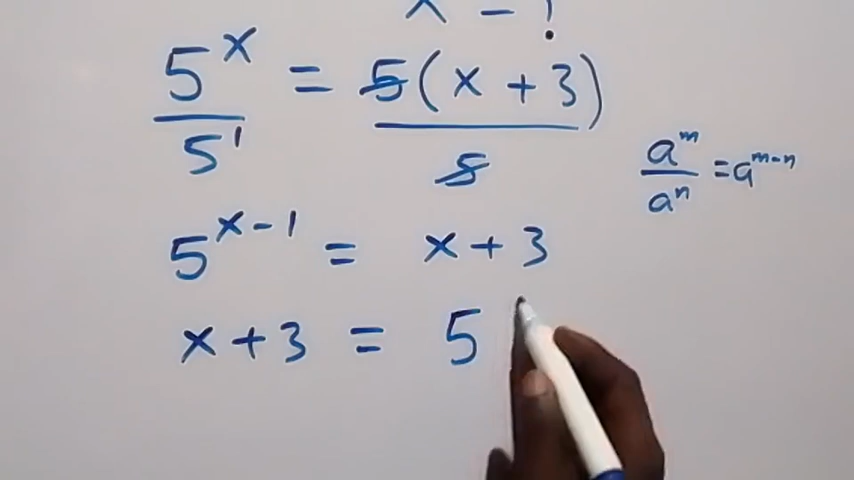 x - ?
5^x / 5^1 = 5(x + 3) / 5
a^m / a^n = a^m-n
5^x-1 = x + 3
x + 3 = 5